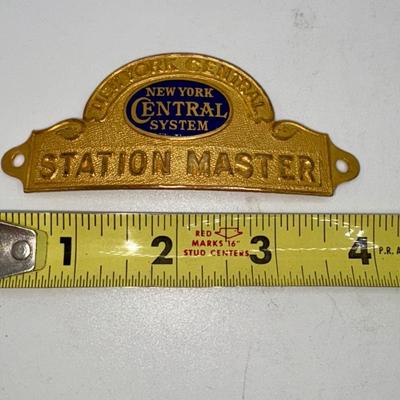 NEW YORK CENTRAL
NEW YORK
CENTRAL
SYSTEM
STATION MASTER
1 2 3 4
RED
MARKS 16"
STUD CENTERS
P.R.A